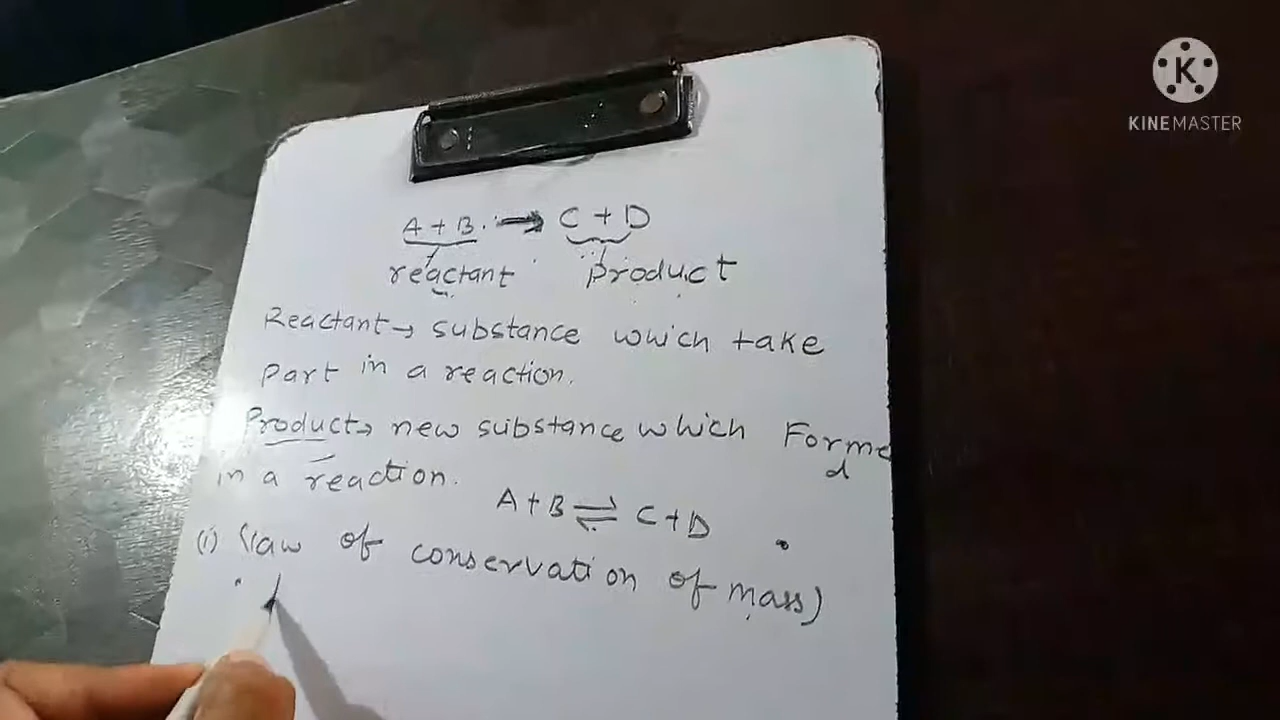 KINEMASTER
A + B → C + D
reactant product
Reactant → substance which take
Part in a reaction.
Product → new substance which Forme
d
in a reaction.
A + B ⇌ C + D
(i) (law of conservation of mass)